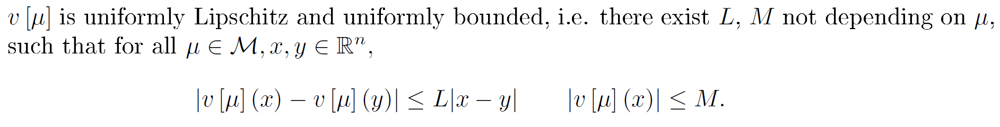 v [μ] is uniformly Lipschitz and uniformly bounded, i.e. there exist L, M not depending on μ,
such that for all μ ∈ ℳ, x, y ∈ ℝⁿ,
|v [μ] (x) − v [μ] (y)| ≤ L|x − y| |v [μ] (x)| ≤ M.